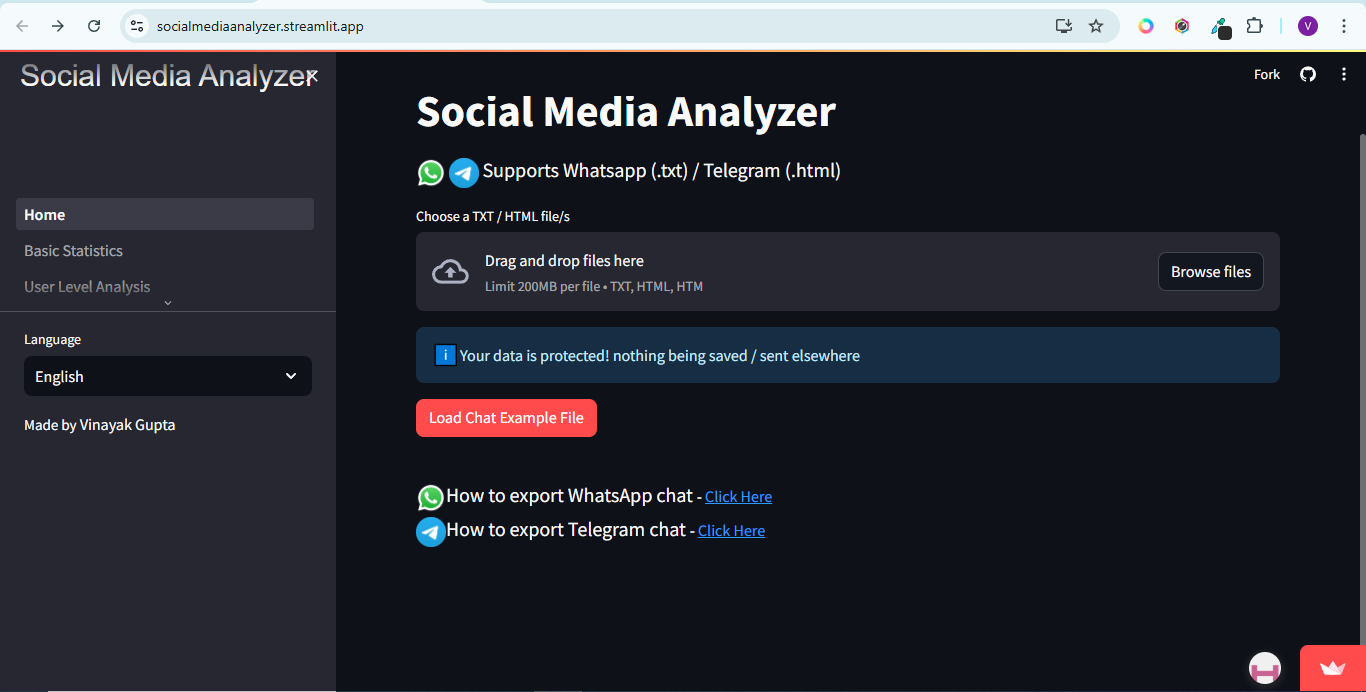 socialmediaanalyzer.streamlit.app
V
Social Media Analyzer
Fork
Social Media Analyzer
Supports Whatsapp (.txt) / Telegram (.html)
Choose a TXT / HTML file/s
Drag and drop files here
Limit 200MB per file • TXT, HTML, HTM
Browse files
i Your data is protected! nothing being saved / sent elsewhere
Load Chat Example File
How to export WhatsApp chat - Click Here
How to export Telegram chat - Click Here
Home
Basic Statistics
User Level Analysis
Language
English
Made by Vinayak Gupta